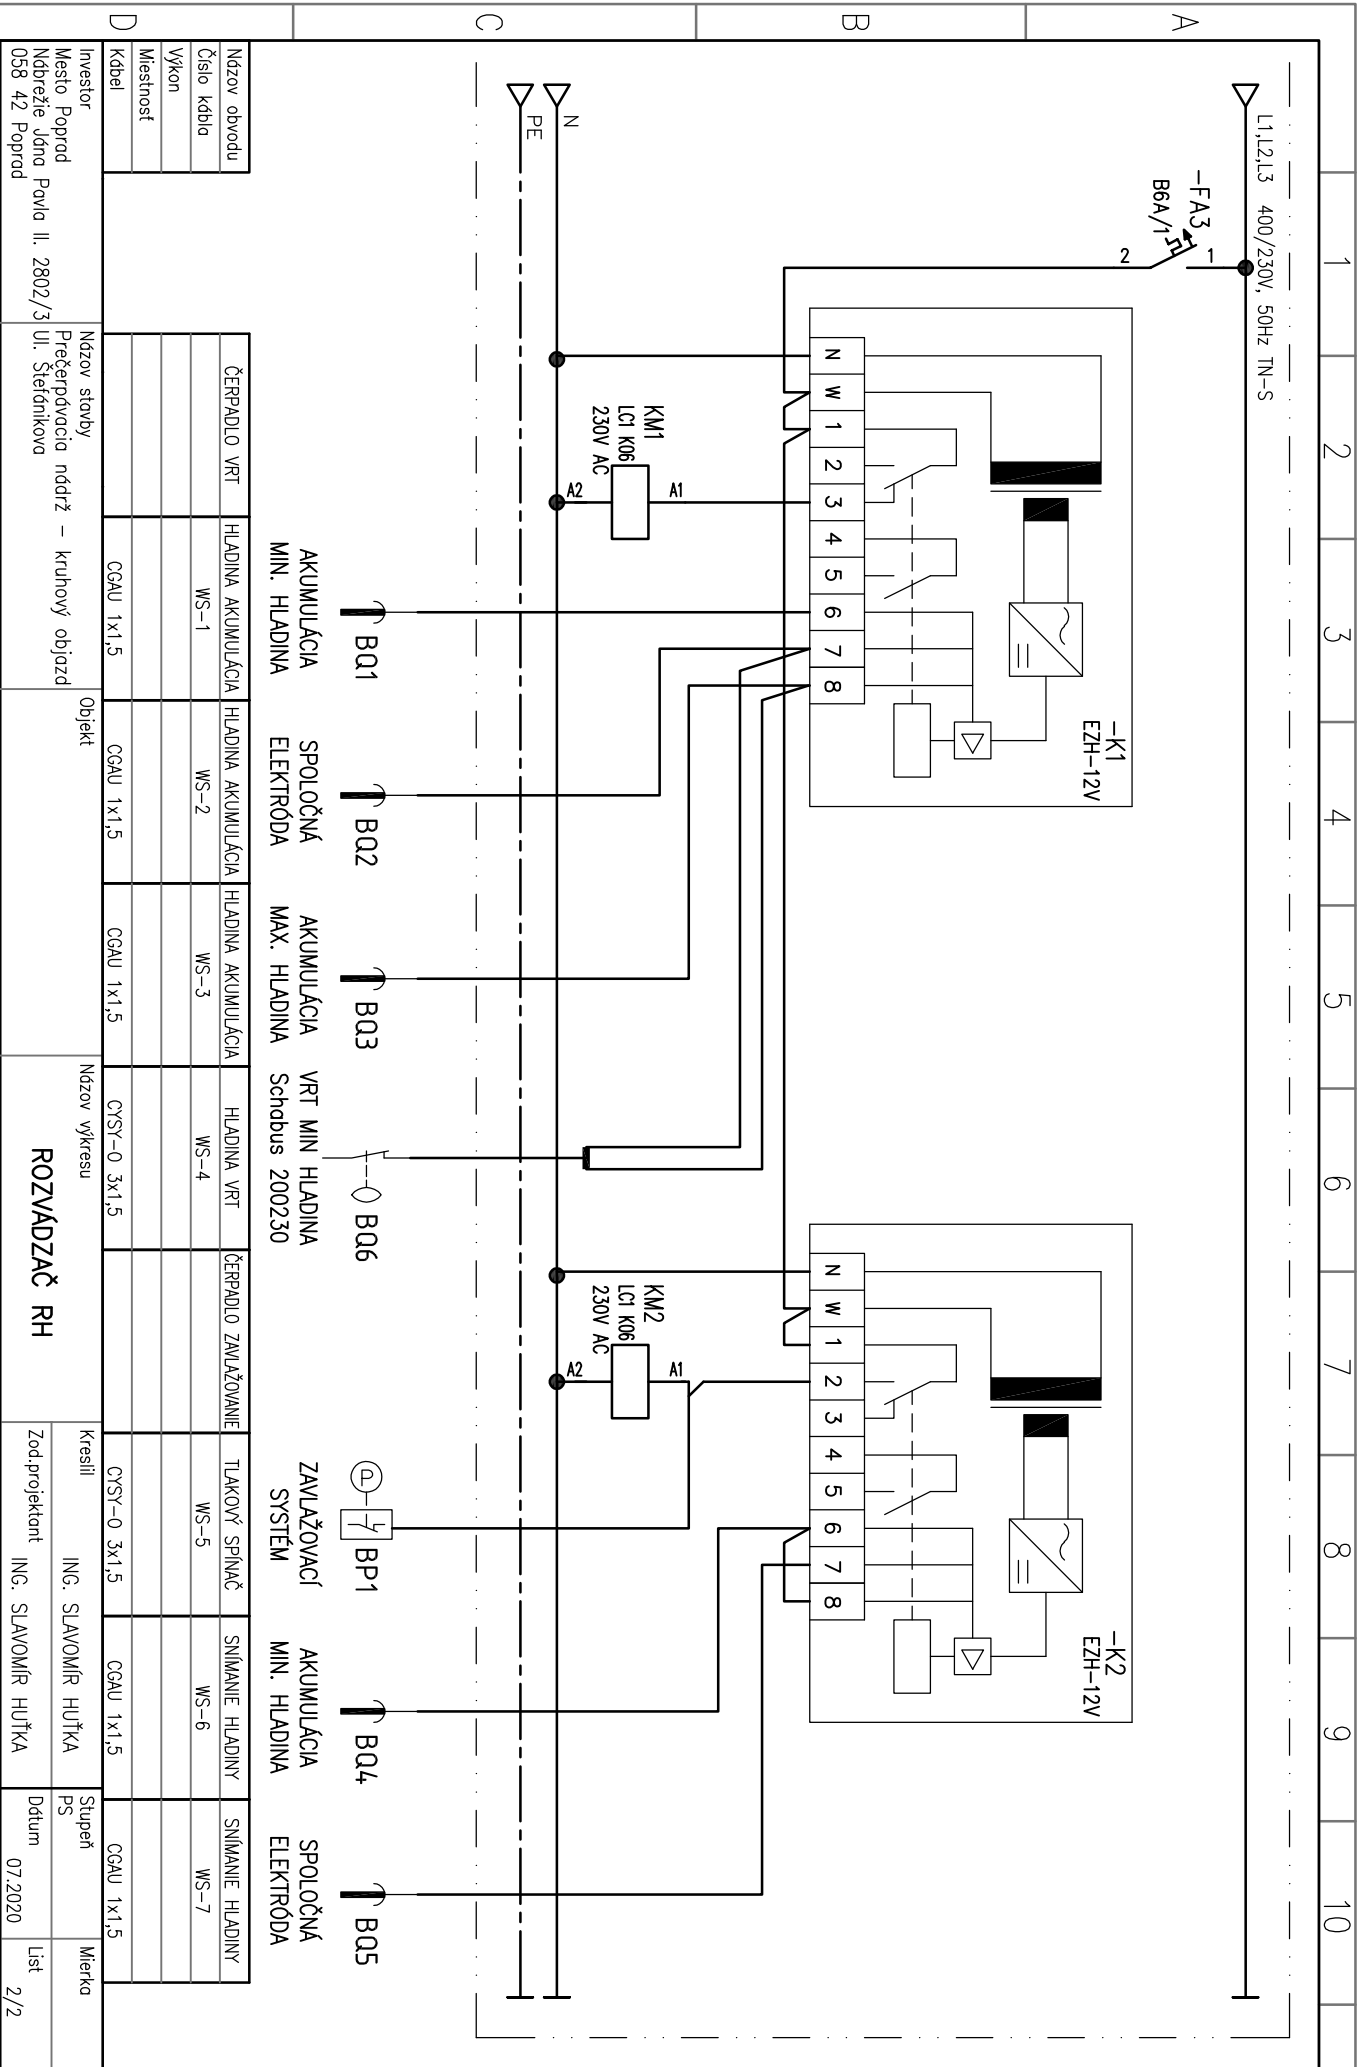 1 2 3 4 5 6 7 8 9 10
A
B
C
D
L1,L2,L3 400/230V, 50Hz TN-S
-FA3
B6A/1
1
2
-K1
EZH-12V
N W 1 2 3 4 5 6 7 8
-K2
EZH-12V
N W 1 2 3 4 5 6 7 8
KM1
LC1 K06
230V AC
A1
A2
KM2
LC1 K06
230V AC
A1
A2
N
PE
BQ1
AKUMULÁCIA
MIN. HLADINA
BQ2
SPOLOČNÁ
ELEKTRÓDA
BQ3
AKUMULÁCIA
MAX. HLADINA
BQ6
VRT MIN HLADINA
Schabus 200230
P
BP1
ZAVLAŽOVACÍ
SYSTÉM
BQ4
AKUMULÁCIA
MIN. HLADINA
BQ5
SPOLOČNÁ
ELEKTRÓDA
Názov obvodu ČERPADLO VRT HLADINA AKUMULÁCIA HLADINA AKUMULÁCIA HLADINA AKUMULÁCIA HLADINA VRT ČERPADLO ZAVLAŽOVANIE TLAKOVÝ SPÍNAČ SNÍMANIE HLADINY SNÍMANIE HLADINY
Číslo kábla WS-1 WS-2 WS-3 WS-4 WS-5 WS-6 WS-7
Výkon
Miestnosť
Kábel CGAU 1x1,5 CGAU 1x1,5 CGAU 1x1,5 CYSY-O 3x1,5 CYSY-O 3x1,5 CGAU 1x1,5 CGAU 1x1,5
Investor
Mesto Poprad
Nábrežie Jána Pavla II. 2802/3
058 42 Poprad
Názov stavby
Prečerpávacia nádrž - kruhový objazd
Ul. Štefánikova
Objekt
Názov výkresu
ROZVÁDZAČ RH
Kreslil ING. SLAVOMÍR HUŤKA
Zod.projektant ING. SLAVOMÍR HUŤKA
Stupeň
PS
Dátum 07.2020
Mierka
List 2/2